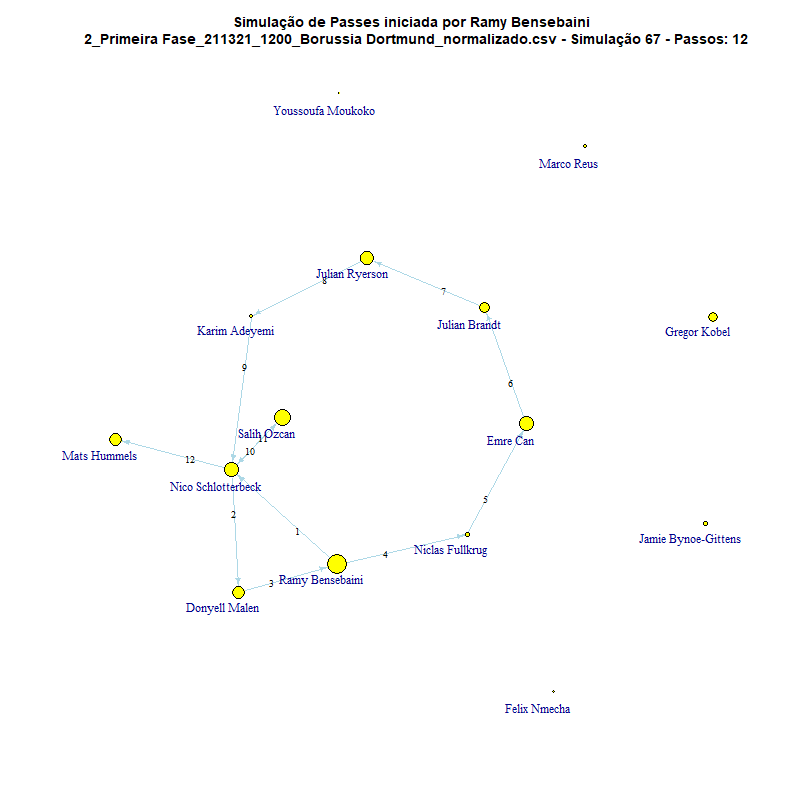 Simulação de Passes iniciada por Ramy Bensebaini
2_Primeira Fase_211321_1200_Borussia Dortmund_normalizado.csv - Simulação 67 - Passos: 12
Youssoufa Moukoko
Marco Reus
Julian Ryerson
8
7
Karim Adeyemi
Julian Brandt
Gregor Kobel
9
6
Salih Ozcan
11
Emre Can
10
Mats Hummels
12
Nico Schlotterbeck
5
2
1
Jamie Bynoe-Gittens
Niclas Fullkrug
4
3
Ramy Bensebaini
Donyell Malen
Felix Nmecha